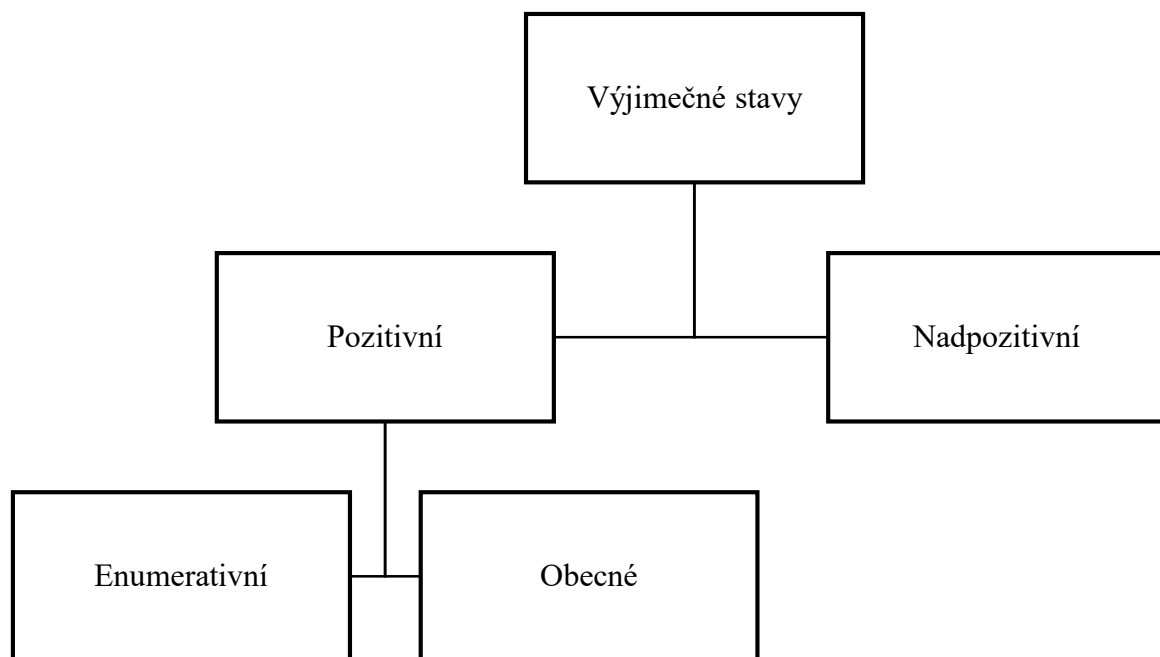 Výjimečné stavy
Pozitivní
Nadpozitivní
Enumerativní
Obecné